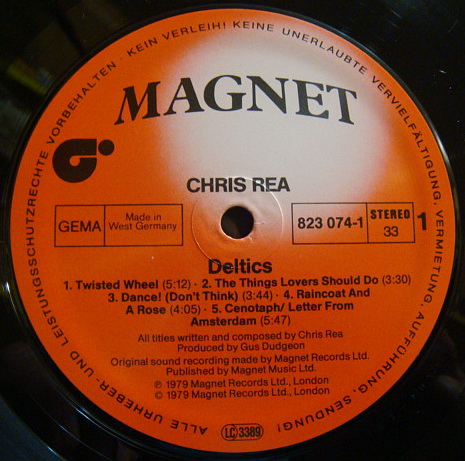 ALLE URHEBER- UND LEISTUNGSSCHUTZRECHTE VORBEHALTEN · KEIN VERLEIH! KEINE UNERLAUBTE VERVIELFÄLTIGUNG, VERMIETUNG, AUFFÜHRUNG, SENDUNG!
MAGNET
CHRIS REA
GEMA
Made in
West Germany
823 074-1
STEREO
33
1
Deltics
1. Twisted Wheel (5:12) · 2. The Things Lovers Should Do (3:30)
3. Dance! (Don't Think) (3:44) · 4. Raincoat And
A Rose (4:05) · 5. Cenotaph/ Letter From
Amsterdam (5:47)
All titles written and composed by Chris Rea
Produced by Gus Dudgeon
Original sound recording made by Magnet Records Ltd.
Published by Magnet Music Ltd.
℗ 1979 Magnet Records Ltd., London
© 1979 Magnet Records Ltd., London
LC 3389